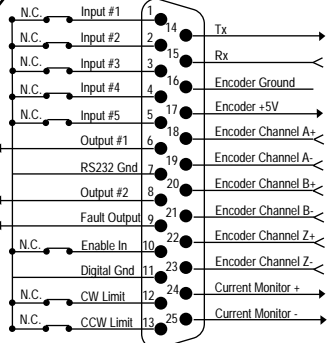 N.C. Input #1 1
14 Tx
N.C. Input #2 2
15 Rx
N.C. Input #3 3
16 Encoder Ground
N.C. Input #4 4
17 Encoder +5V
N.C. Input #5 5
18 Encoder Channel A+
Output #1 6
19 Encoder Channel A-
RS232 Gnd 7
20 Encoder Channel B+
Output #2 8
21 Encoder Channel B-
Fault Output 9
22 Encoder Channel Z+
N.C. Enable In 10
23 Encoder Channel Z-
Digital Gnd 11
24 Current Monitor +
N.C. CW Limit 12
25 Current Monitor -
N.C. CCW Limit 13